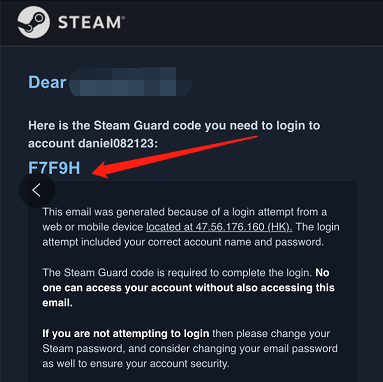 STEAM®
Dear
Here is the Steam Guard code you need to login to
account daniel082123:
F7F9H
This email was generated because of a login attempt from a
web or mobile device located at 47.56.176.160 (HK). The login
attempt included your correct account name and password.
The Steam Guard code is required to complete the login. No
one can access your account without also accessing this
email.
If you are not attempting to login then please change your
Steam password, and consider changing your email password
as well to ensure your account security.